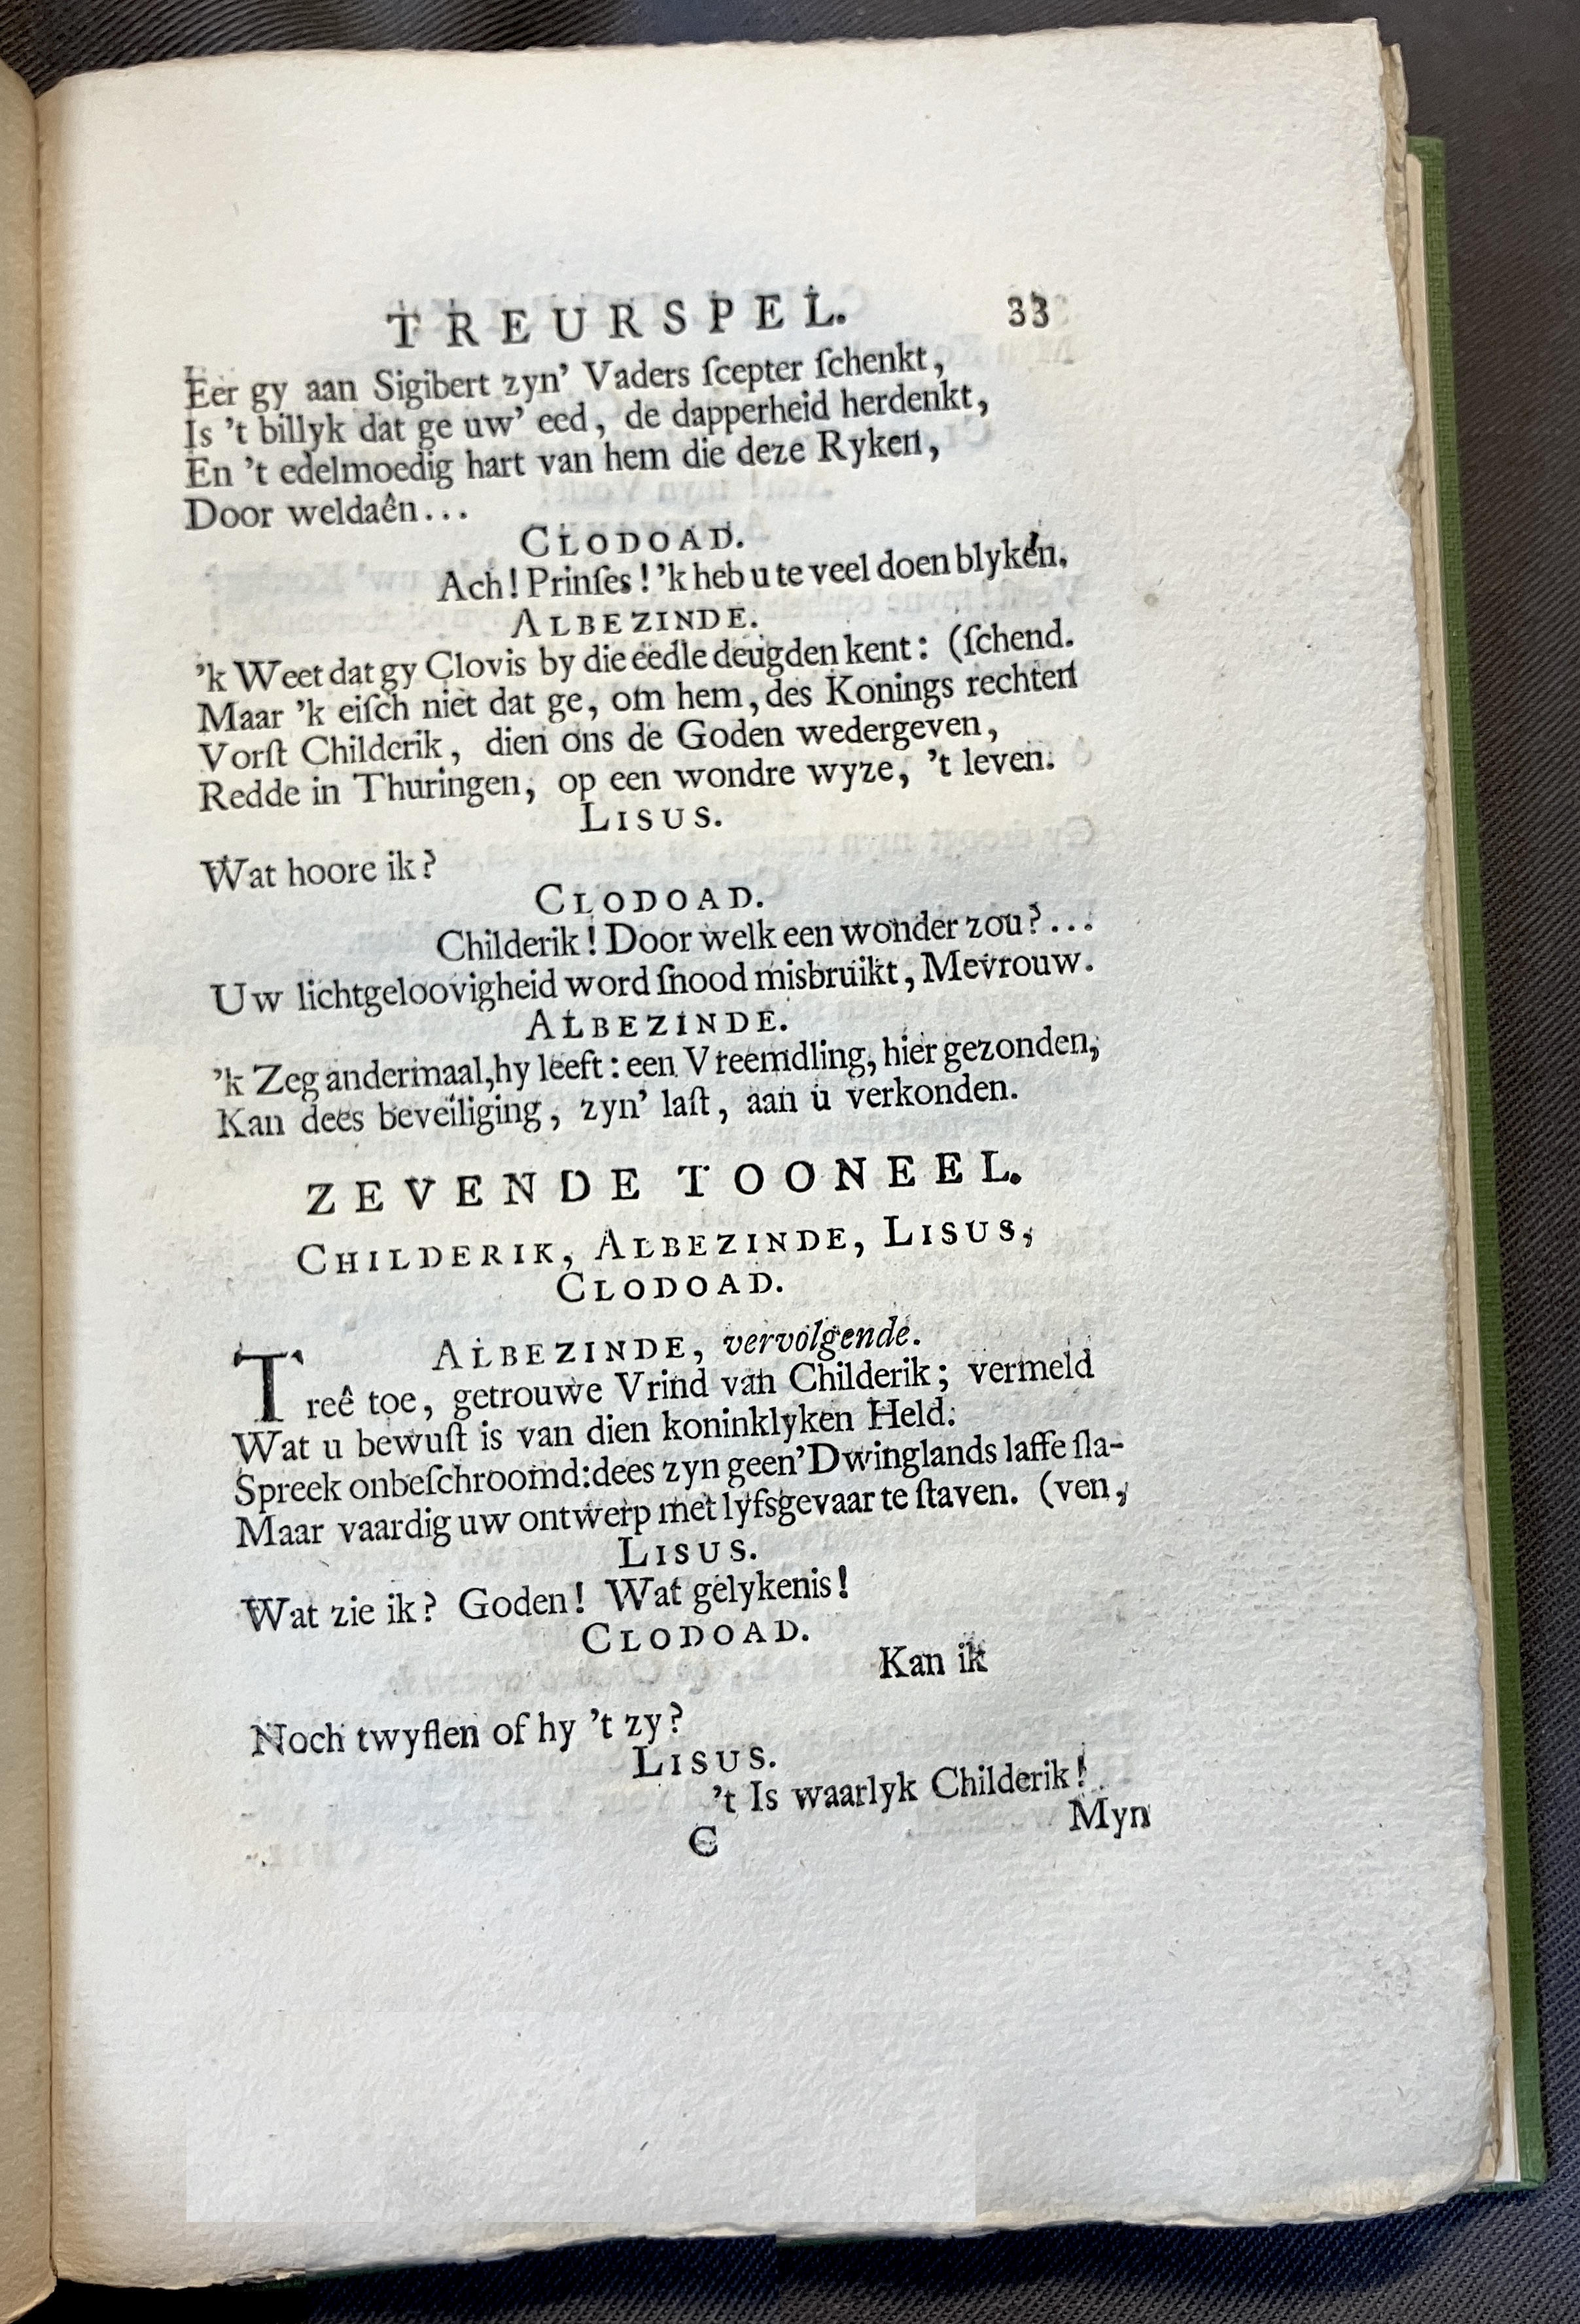 TREURSPEL. 33
Eer gy aan Sigibert zyn’ Vaders ſcepter ſchenkt,
Is ’t billyk dat ge uw’ eed, de dapperheid herdenkt,
En ’t edelmoedig hart van hem die deze Ryken,
Door weldaên...
CLODOAD.
Ach! Prinſes! ’k heb u te veel doen blyken.
ALBEZINDE.
’k Weet dat gy Clovis by die eedle deugden kent: (ſchend.
Maar ’k eiſch niet dat ge, om hem, des Konings rechten
Vorſt Childerik, dien ons de Goden wedergeven,
Redde in Thuringen, op een wondre wyze, ’t leven.
LISUS.
Wat hoore ik?
CLODOAD.
Childerik! Door welk een wonder zou?...
Uw lichtgeloovigheid word ſnood misbruikt, Mevrouw.
ALBEZINDE.
’k Zeg andermaal, hy leeft: een Vreemdling, hier gezonden,
Kan dees beveiliging, zyn’ laſt, aan u verkonden.
ZEVENDE TOONEEL.
CHILDERIK, ALBEZINDE, LISUS,
CLODOAD.
ALBEZINDE, vervolgende.
Treê toe, getrouwe Vrind van Childerik; vermeld
Wat u bewuſt is van dien koninklyken Held:
Spreek onbeſchroomd: dees zyn geen’ Dwinglands laffe ſla-
Maar vaardig uw ontwerp met lyfsgevaar te ſtaven. (ven,
LISUS.
Wat zie ik? Goden! Wat gelykenis!
CLODOAD.
Kan ik
Noch twyflen of hy ’t zy?
LISUS.
’t Is waarlyk Childerik!
C Myn